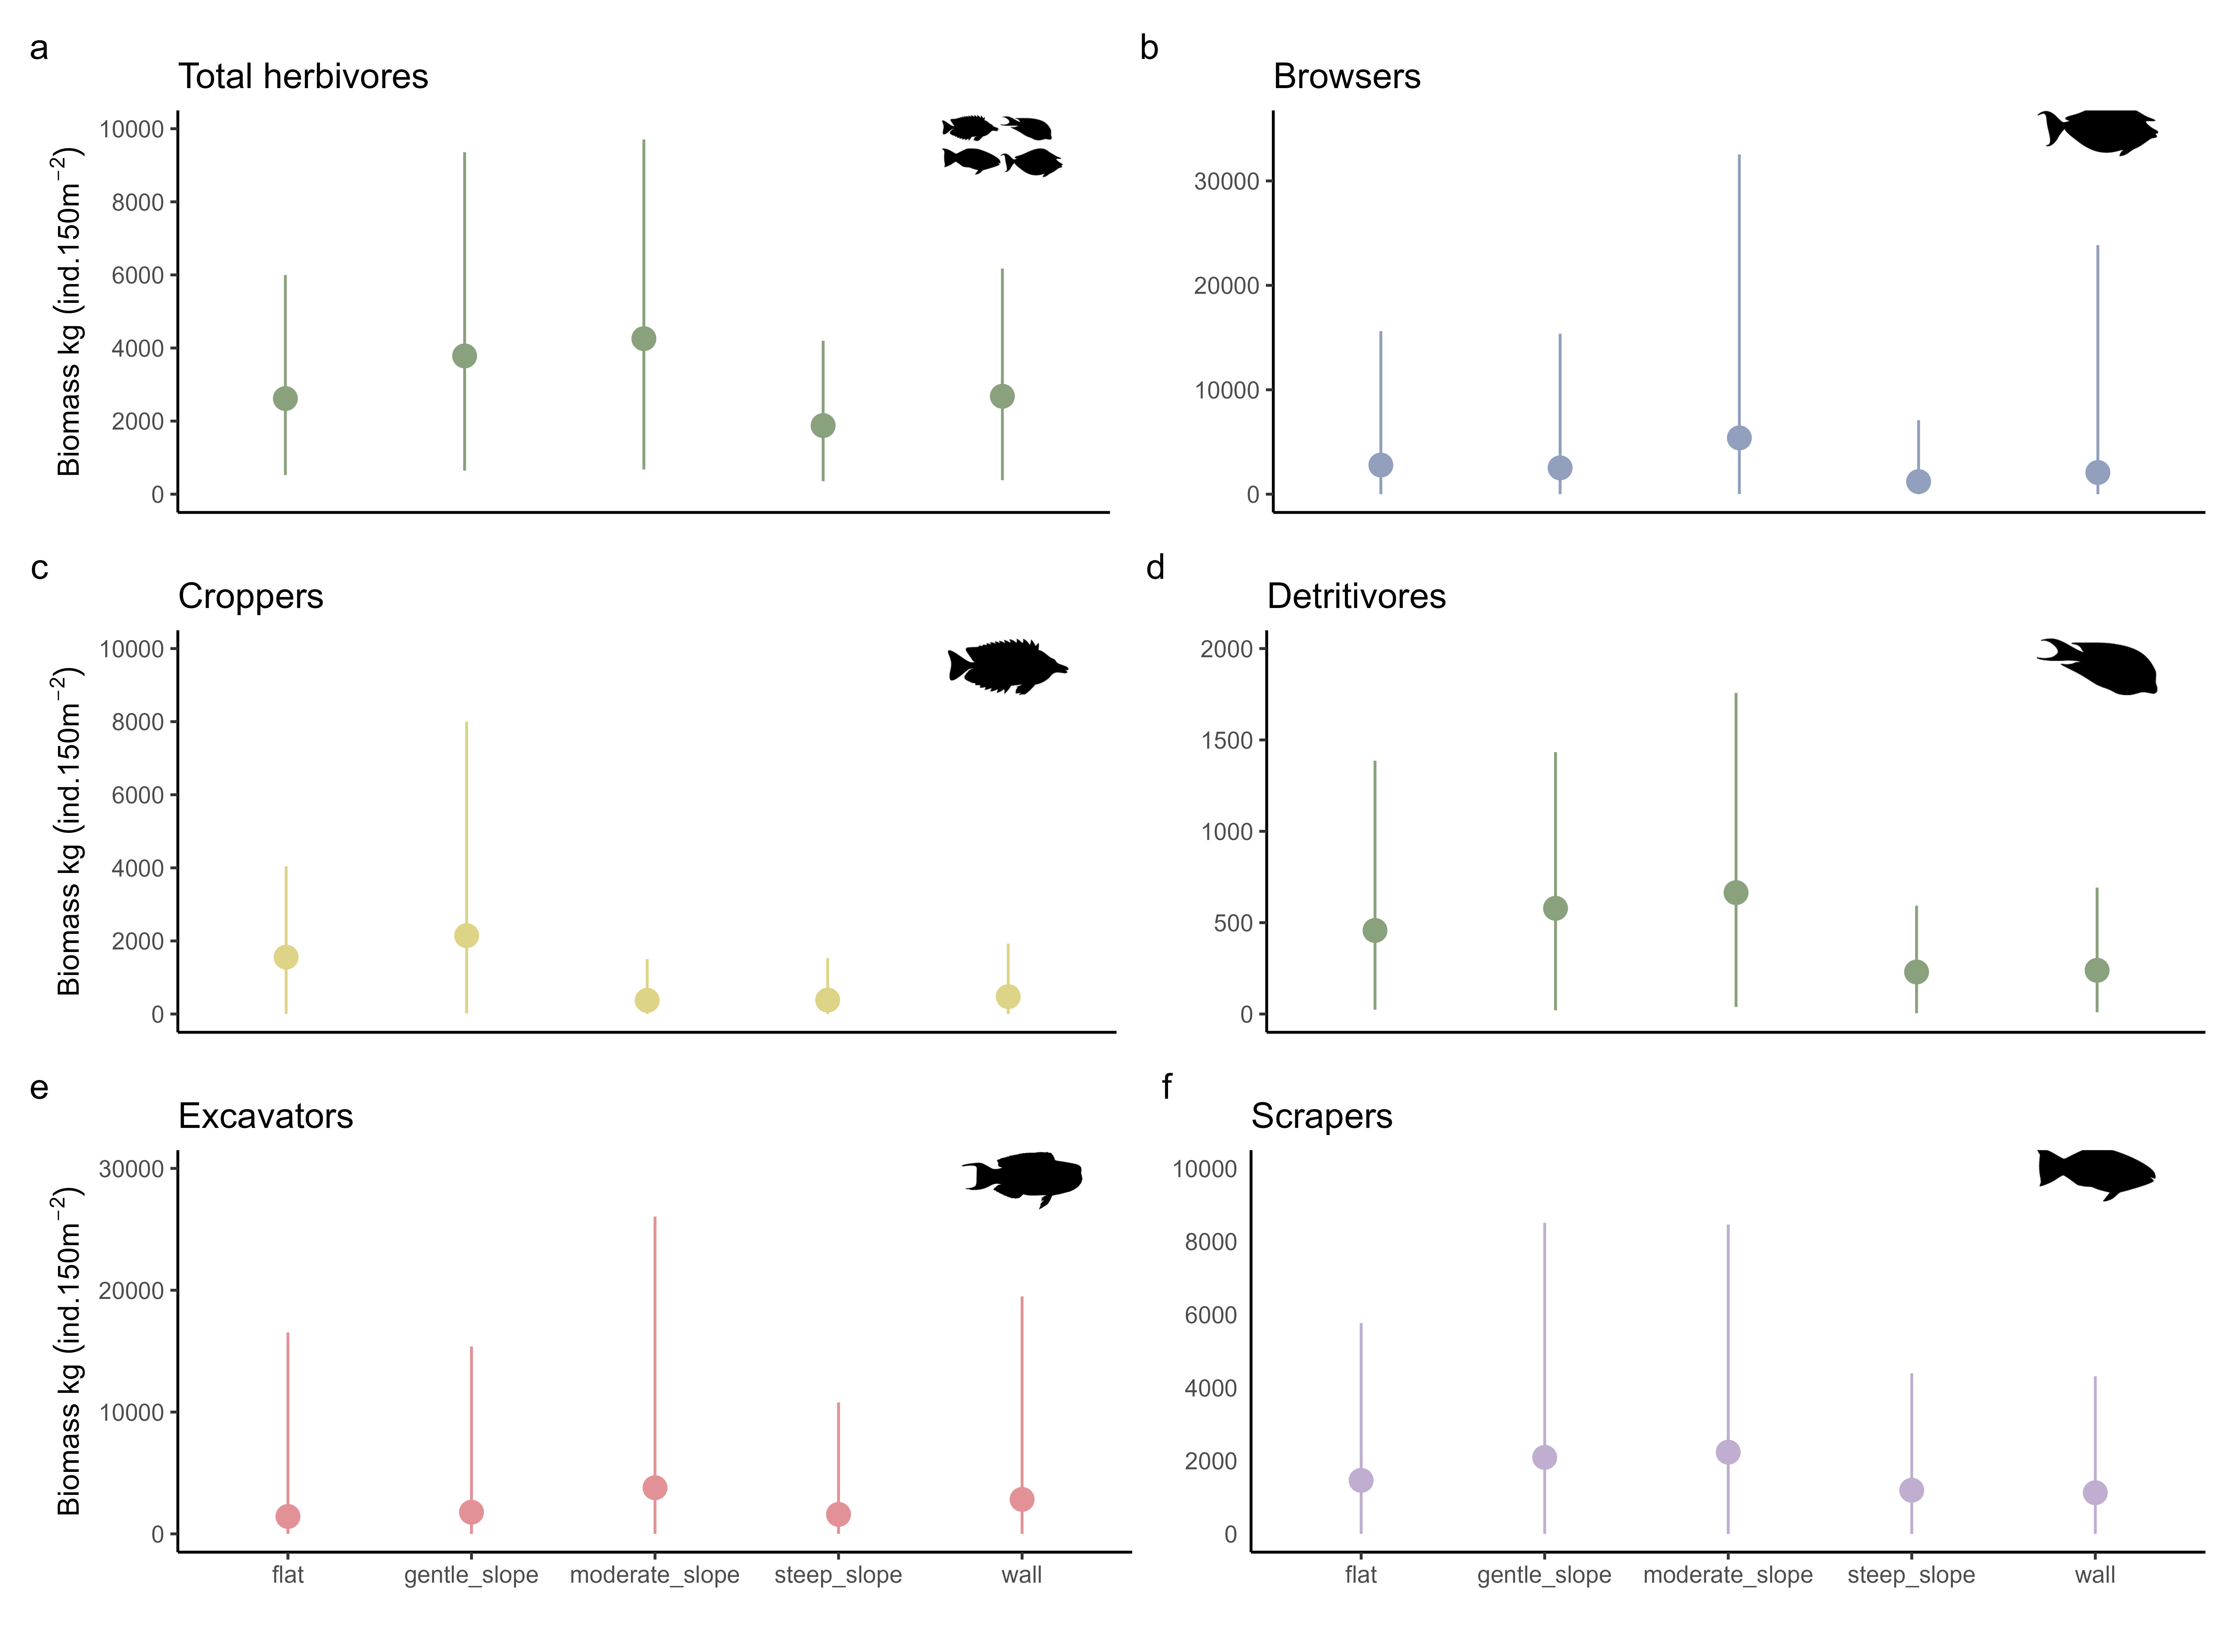 a
Total herbivores
10000
8000
6000
4000
2000
0
Biomass kg (ind.150m⁻²)
b
Browsers
30000
20000
10000
0
c
Croppers
10000
8000
6000
4000
2000
0
Biomass kg (ind.150m⁻²)
d
Detritivores
2000
1500
1000
500
0
e
Excavators
30000
20000
10000
0
Biomass kg (ind.150m⁻²)
flat gentle_slope moderate_slope steep_slope wall
f
Scrapers
10000
8000
6000
4000
2000
0
flat gentle_slope moderate_slope steep_slope wall